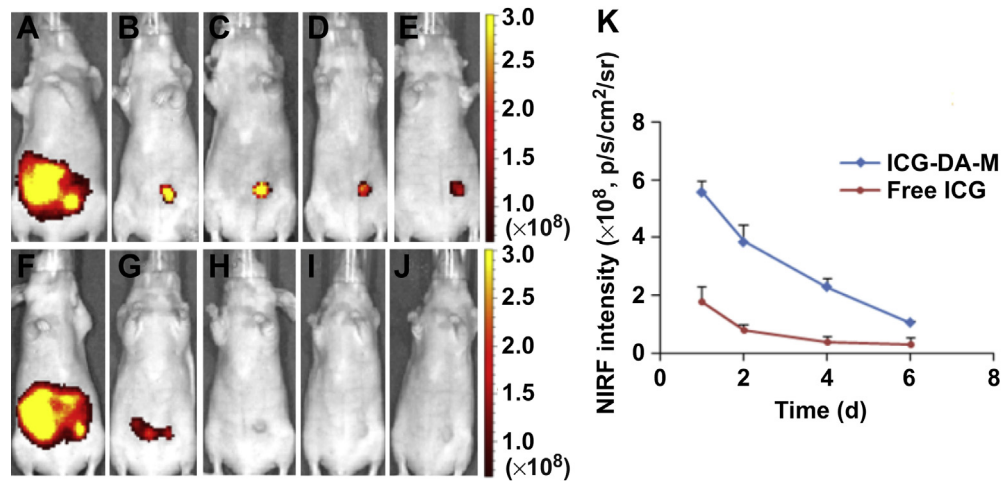 A B C D E
3.0
2.5
2.0
1.5
1.0
(×10⁸)
F G H I J
3.0
2.5
2.0
1.5
1.0
(×10⁸)
K
NIRF intensity (×10⁸, p/s/cm²/sr)
8
6
4
2
0
0 2 4 6 8
Time (d)
ICG-DA-M
Free ICG